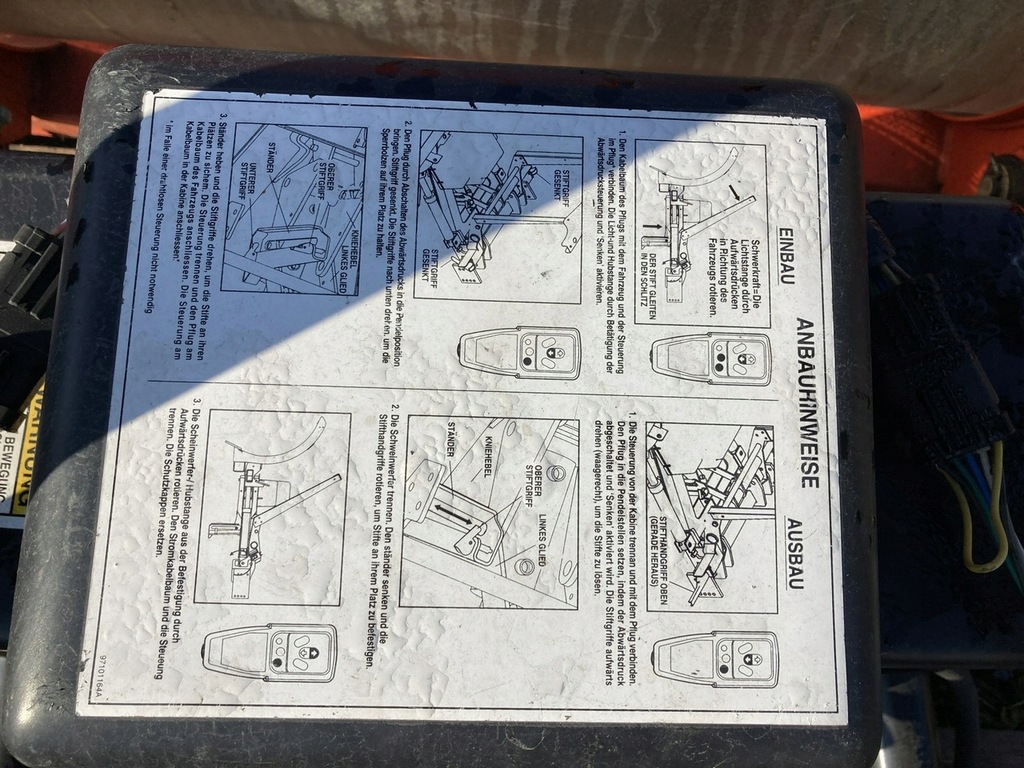 ANBAUHINWEISE
EINBAU
Schwerkraft=Die
Lichtstange durch
Aufwärtsdrücken
in Richtung des
Fahrzeugs rotieren.
DER STIFT GLEITEN
IN DEN SCHLITZ
1. Den Kabelbaum des Pflugs mit dem Fahrzeug und der Steuerung
im Pflug* verbinden. Die Licht-und Hubstange durch Betätigung der
Abwärtsdrucksteuerung und 'Senken' aktivieren.
STIFTGRIFF
GESENKT
STIFTGRIFF
GESENKT
2. Den Pflug durch Abschalten des Abwärtsdrucks in die Pendelposition
bringen. Stiftgriff gesenkt. Die Stiftgriffe nach unten drehen, um die
Sperrbolzen auf ihrem Platz zu halten.
KNIEHEBEL
LINKES GLIED
OBERER
STIFTGRIFF
STÄNDER
UNTERER
STIFTGRIFF
3. Ständer heben und die Stiftgriffe drehen, um die Stifte an ihren
Plätzen zu sichern. Die Steuerung trennen und den Pflug am
Kabelbaum des Fahrzeugs anschliessen. Die Steuerung am
Kabelbaum in der Kabine anschliessen.*
* im Falle einer drahtlosen Steuerung nicht notwendig
AUSBAU
STIFTHANDGRIFF OBEN
(GERADE HERAUS)
1. Die Steuerung von der Kabine trennen und mit dem Pflug verbinden.
Den Pflug in die Pendelstellen setzen, indem der Abwärtsdruck
abgeschaltet und 'Senken' aktiviert wird. Die Stiftgriffe aufwärts
drehen (waagerecht), um die Stifte zu lösen.
OBERER
STIFTGRIFF
LINKES GLIED
KNIEHEBEL
STÄNDER
2. Die Schweinwerfer trennen. Den ständer senken und die
Stifthandgriffe rotieren, um Stifte an ihrem Platz zu befestigen.
3. Die Scheinwerfer-/ Hubstange aus der Befestigung durch
Aufwärtsdrücken rotieren. Den Stromkabelbaum und die Steueung
trennen. Die Schutzkappen ersetzen.
97101164A
WARNUNG
BEWEGUNG